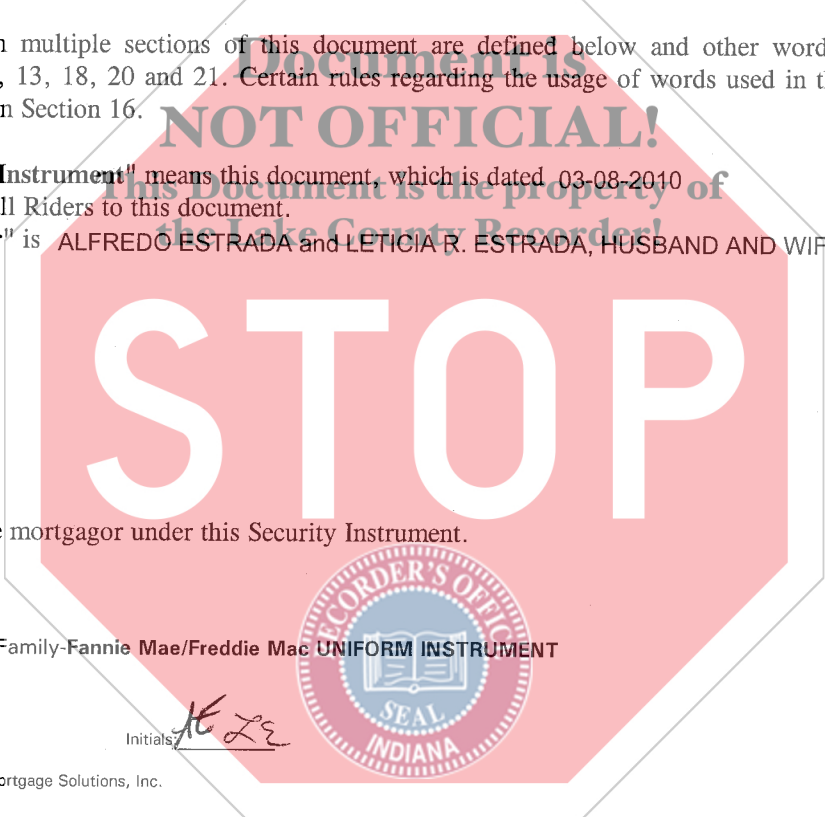 n multiple sections of this document are defined below and other word
Document is
, 13, 18, 20 and 21. Certain rules regarding the usage of words used in t
n Section 16.
NOT OFFICIAL!
Instrument" means this document, which is dated 03-08-2010
This Document is the property of
ll Riders to this document.
" is ALFREDO ESTRADA and LETICIA R. ESTRADA, HUSBAND AND WIF
the Lake County Recorder!
STOP
e mortgagor under this Security Instrument.
RECORDER'S OFFIC
Family-Fannie Mae/Freddie Mac UNIFORM INSTRUMENT
SEAL
INDIANA
Initials: AE LE
ortgage Solutions, Inc.